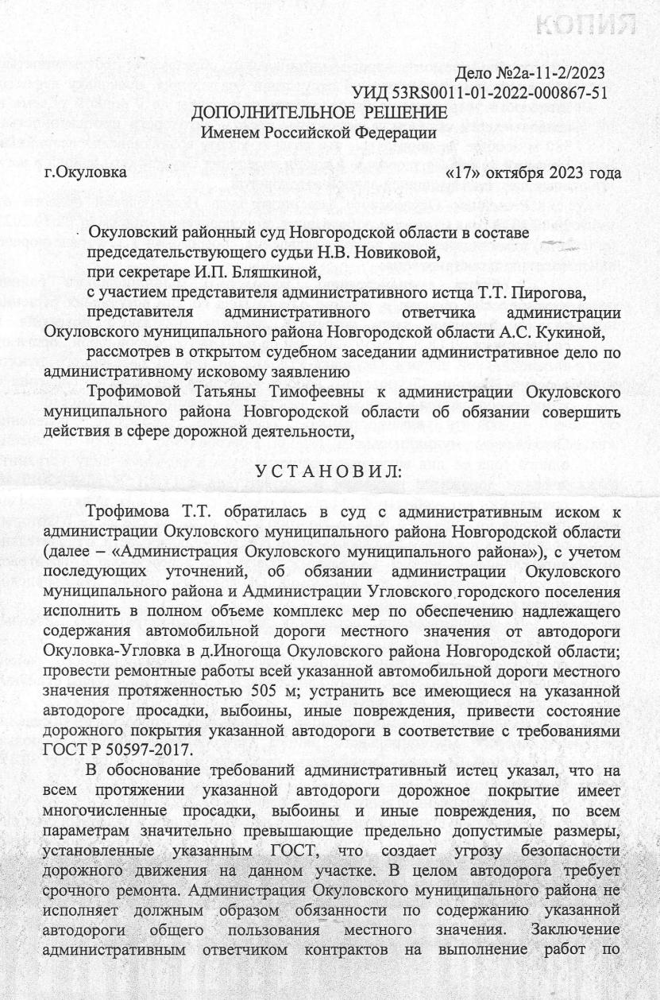 КОПИЯ
Дело №2а-11-2/2023
УИД 53RS0011-01-2022-000867-51
ДОПОЛНИТЕЛЬНОЕ РЕШЕНИЕ
Именем Российской Федерации
г.Окуловка «17» октября 2023 года
Окуловский районный суд Новгородской области в составе
председательствующего судьи Н.В. Новиковой,
при секретаре И.П. Бляшкиной,
с участием представителя административного истца Т.Т. Пирогова,
представителя административного ответчика администрации
Окуловского муниципального района Новгородской области А.С. Кукиной,
рассмотрев в открытом судебном заседании административное дело по
административному исковому заявлению
Трофимовой Татьяны Тимофеевны к администрации Окуловского
муниципального района Новгородской области об обязании совершить
действия в сфере дорожной деятельности,
У С Т А Н О В И Л:
Трофимова Т.Т. обратилась в суд с административным иском к
администрации Окуловского муниципального района Новгородской области
(далее – «Администрация Окуловского муниципального района»), с учетом
последующих уточнений, об обязании администрации Окуловского
муниципального района и Администрации Угловского городского поселения
исполнить в полном объеме комплекс мер по обеспечению надлежащего
содержания автомобильной дороги местного значения от автодороги
Окуловка-Угловка в д.Иногоща Окуловского района Новгородской области;
провести ремонтные работы всей указанной автомобильной дороги местного
значения протяженностью 505 м; устранить все имеющиеся на указанной
автодороге просадки, выбоины, иные повреждения, привести состояние
дорожного покрытия указанной автодороги в соответствие с требованиями
ГОСТ Р 50597-2017.
В обоснование требований административный истец указал, что на
всем протяжении указанной автодороги дорожное покрытие имеет
многочисленные просадки, выбоины и иные повреждения, по всем
параметрам значительно превышающие предельно допустимые размеры,
установленные указанным ГОСТ, что создает угрозу безопасности
дорожного движения на данном участке. В целом автодорога требует
срочного ремонта. Администрация Окуловского муниципального района не
исполняет должным образом обязанности по содержанию указанной
автодороги общего пользования местного значения. Заключение
административным ответчиком контрактов на выполнение работ по